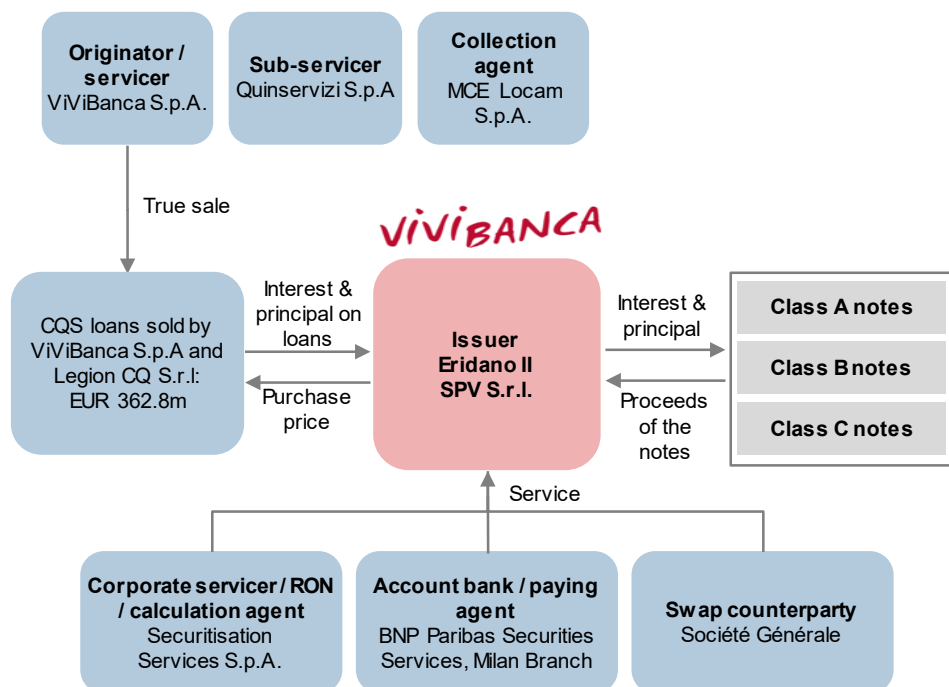 Originator /
servicer
ViViBanca S.p.A.
Sub-servicer
Quinservizi S.p.A
Collection
agent
MCE Locam
S.p.A.
True sale
ViViBANCA
CQS loans sold by
ViViBanca S.p.A and
Legion CQ S.r.l:
EUR 362.8m
Interest &
principal on
loans
Purchase
price
Issuer
Eridano II
SPV S.r.l.
Interest &
principal
Proceeds
of the
notes
Class A notes
Class B notes
Class C notes
Service
Corporate servicer / RON
/ calculation agent
Securitisation
Services S.p.A.
Account bank / paying
agent
BNP Paribas Securities
Services, Milan Branch
Swap counterparty
Société Générale